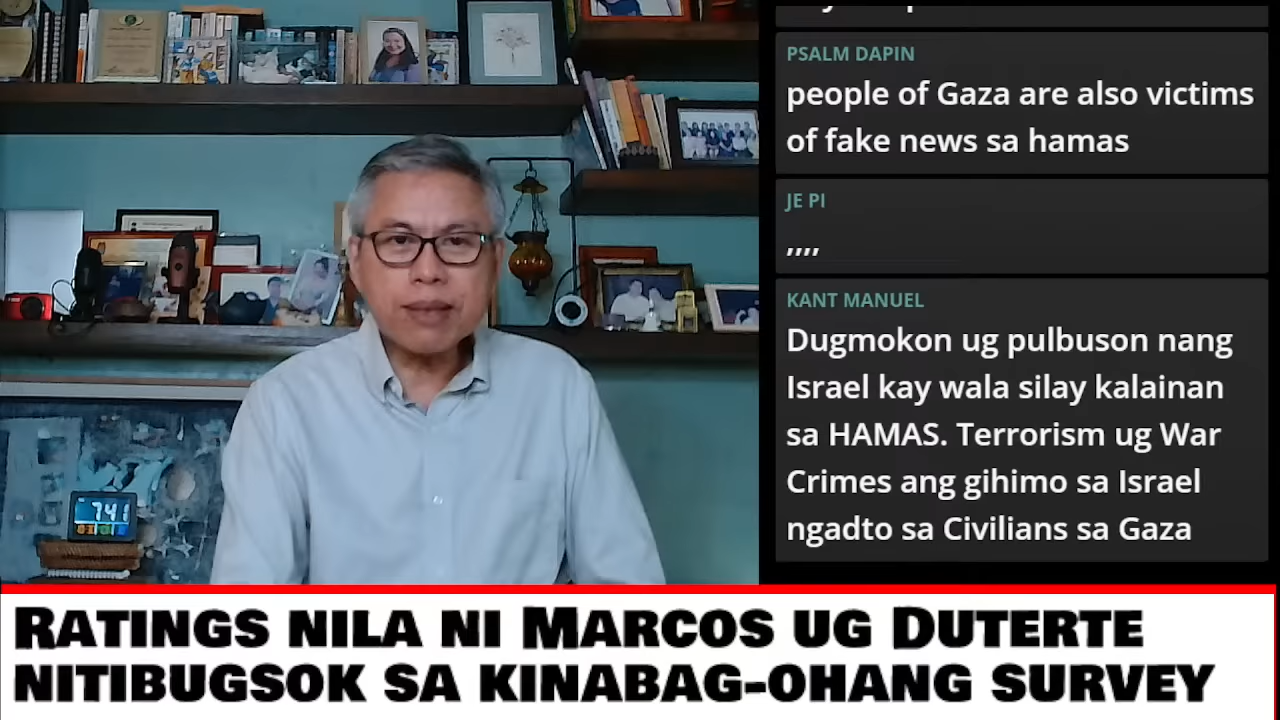 PSALM DAPIN
people of Gaza are also victims
of fake news sa hamas
JE PI
,,,,
KANT MANUEL
Dugmokon ug pulbuson nang
Israel kay wala silay kalainan
sa HAMAS. Terrorism ug War
Crimes ang gihimo sa Israel
ngadto sa Civilians sa Gaza
741
RATINGS NILA NI MARCOS UG DUTERTE
NITIBUGSOK SA KINABAG-OHANG SURVEY